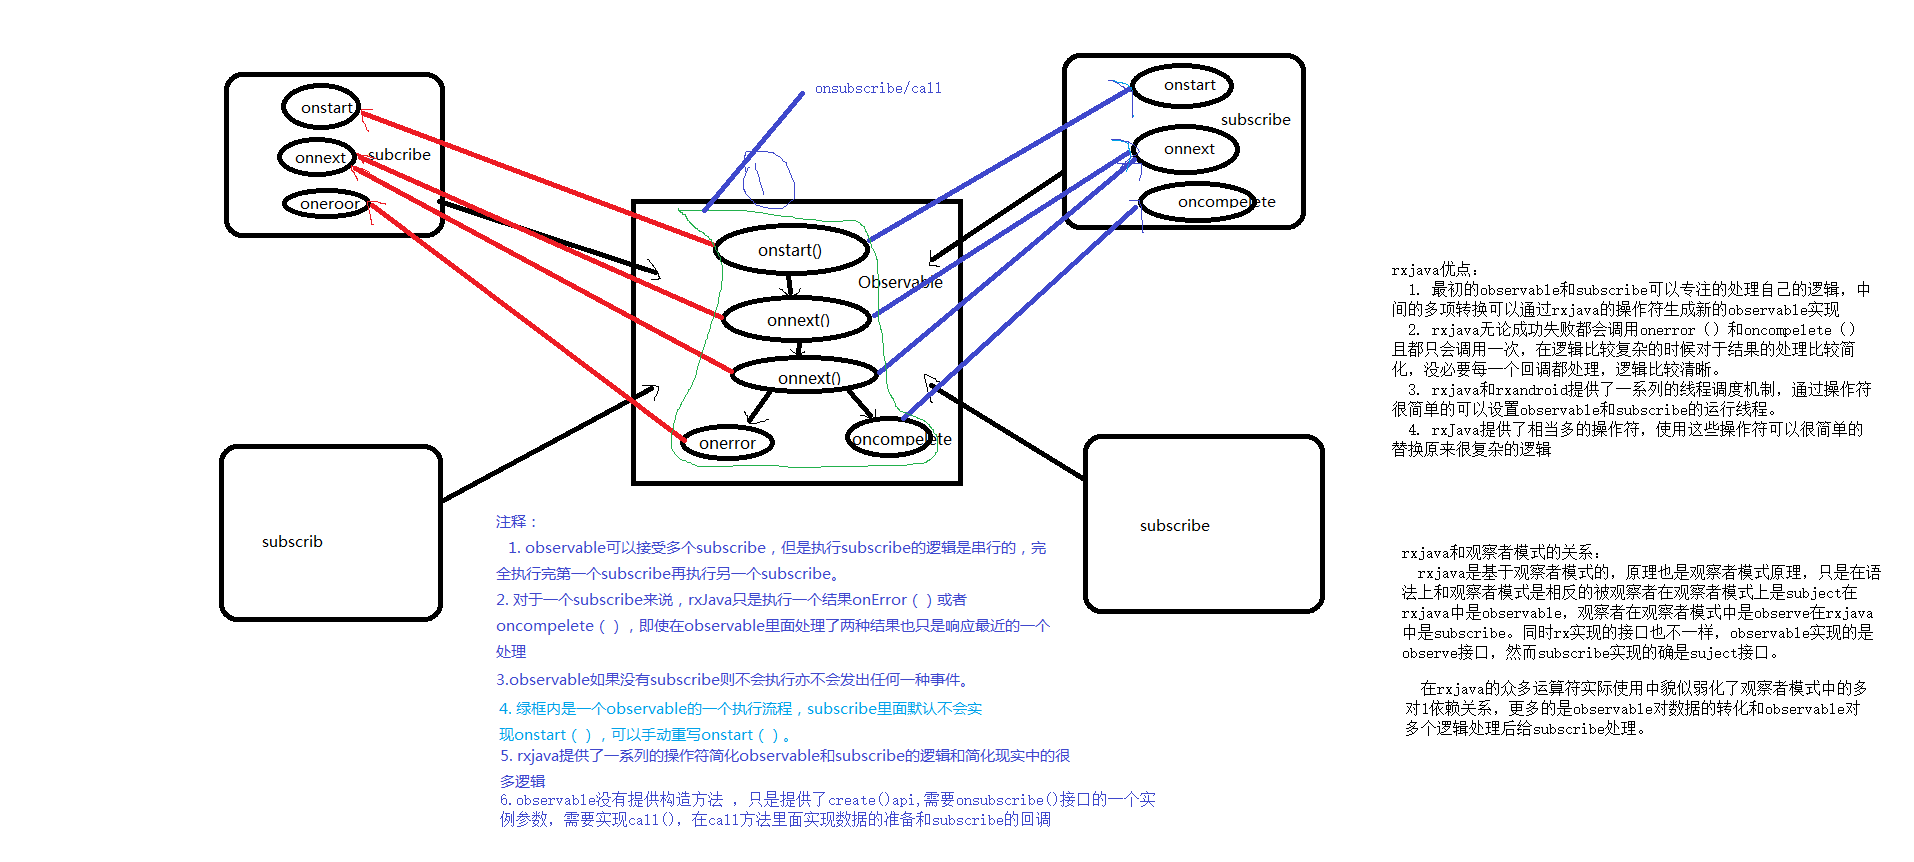 onstart
onnext
subcribe
oneroor
onsubscribe/call
onstart
subscribe
onnext
oncompelete
onstart()
Observable
onnext()
onnext()
onerror
oncompelete
subscrib
subscribe
注释：
1. observable可以接受多个subscribe，但是执行subscribe的逻辑是串行的，完
全执行完第一个subscribe再执行另一个subscribe。
2. 对于一个subscribe来说，rxJava只是执行一个结果onError（）或者
oncompelete（），即使在observable里面处理了两种结果也只是响应最近的一个
处理
3.observable如果没有subscribe则不会执行亦不会发出任何一种事件。
4. 绿框内是一个observable的一个执行流程，subscribe里面默认不会实
现onstart（），可以手动重写onstart（）。
5. rxjava提供了一系列的操作符简化observable和subscribe的逻辑和简化现实中的很
多逻辑
6.observable没有提供构造方法 ，只是提供了create()api,需要onsubscribe()接口的一个实
例参数，需要实现call()，在call方法里面实现数据的准备和subscribe的回调
rxjava优点：
1. 最初的observable和subscribe可以专注的处理自己的逻辑，中
间的多项转换可以通过rxjava的操作符生成新的observable实现
2. rxjava无论成功失败都会调用onerror（）和oncompelete（）
且都只会调用一次，在逻辑比较复杂的时候对于结果的处理比较简
化，没必要每一个回调都处理，逻辑比较清晰。
3. rxjava和rxandroid提供了一系列的线程调度机制，通过操作符
很简单的可以设置observable和subscribe的运行线程。
4. rxJava提供了相当多的操作符，使用这些操作符可以很简单的
替换原来很复杂的逻辑
rxjava和观察者模式的关系：
rxjava是基于观察者模式的，原理也是观察者模式原理，只是在语
法上和观察者模式是相反的被观察者在观察者模式上是subject在
rxjava中是observable，观察者在观察者模式中是observe在rxjava
中是subscribe。同时rx实现的接口也不一样，observable实现的是
observe接口，然而subscribe实现的确是suject接口。
在rxjava的众多运算符实际使用中貌似弱化了观察者模式中的多
对1依赖关系，更多的是observable对数据的转化和observable对
多个逻辑处理后给subscribe处理。